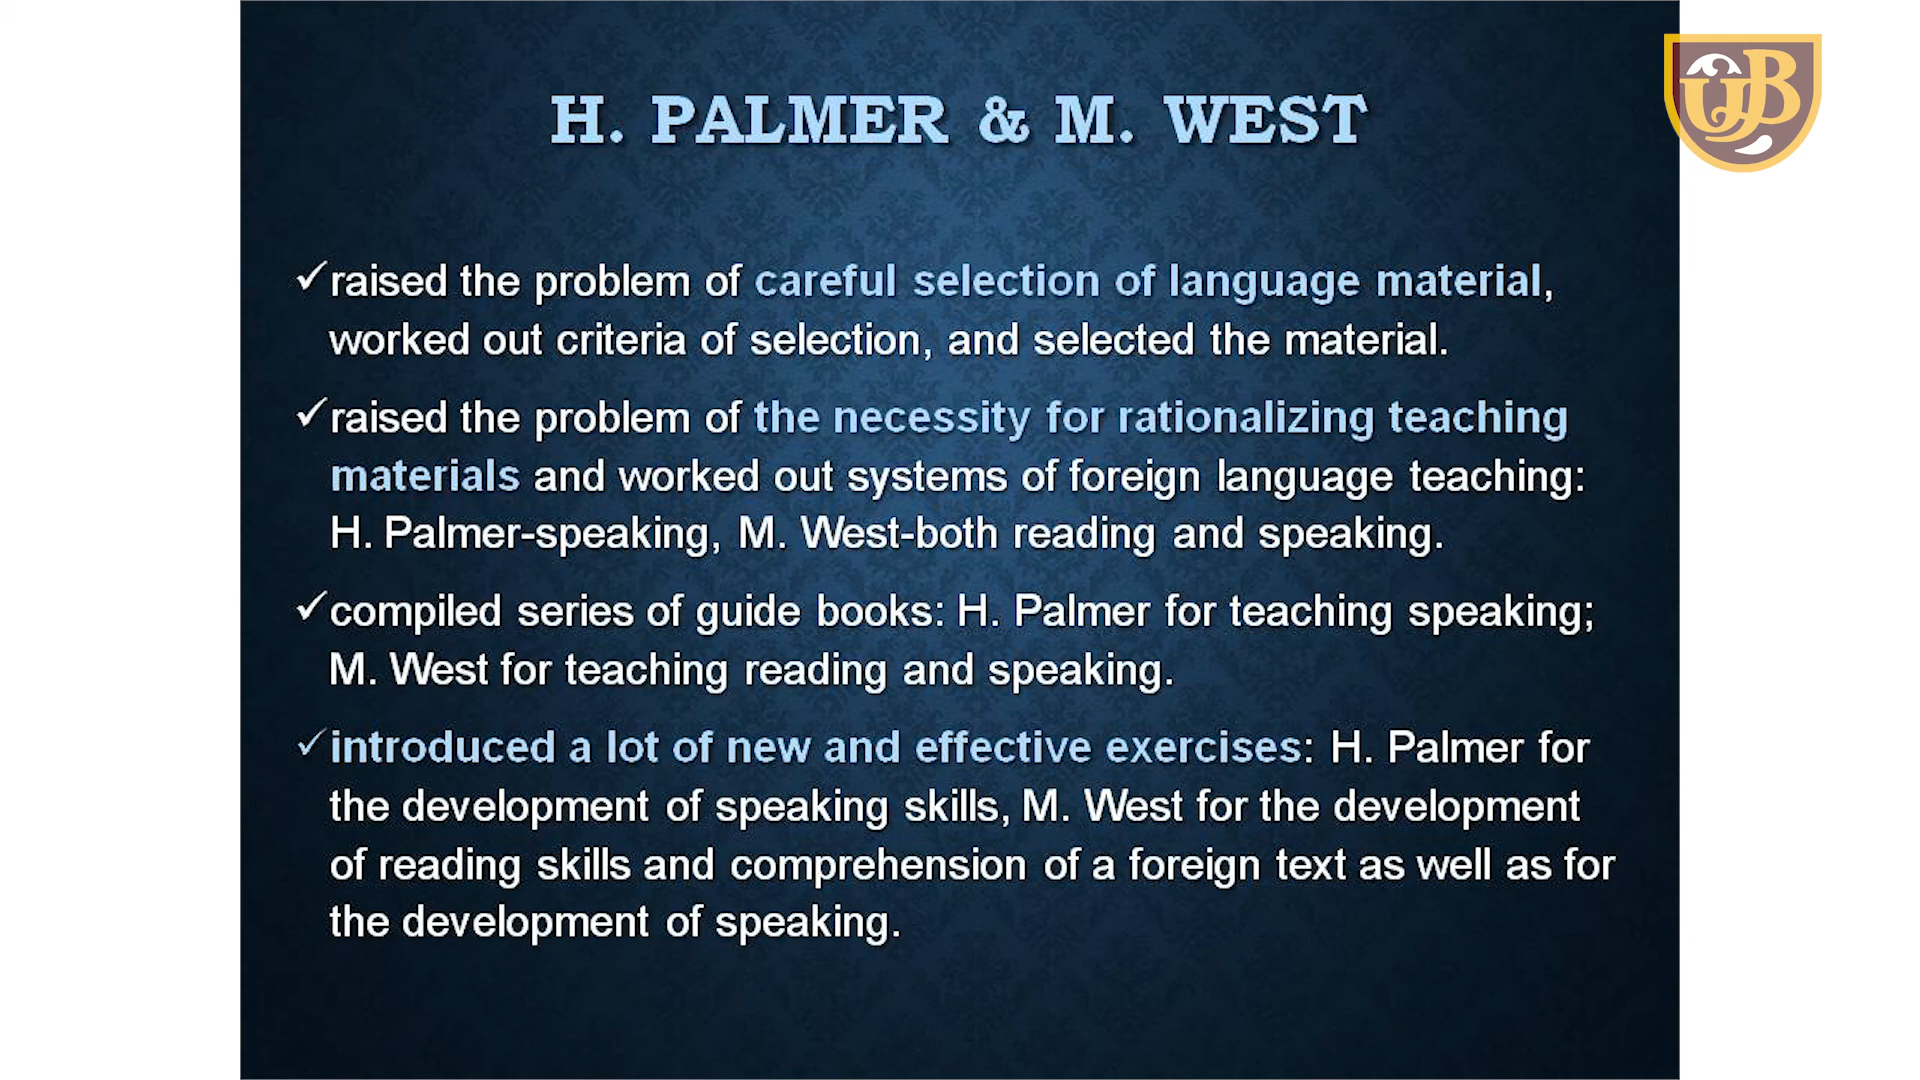 H. PALMER & M. WEST
✓raised the problem of careful selection of language material,
worked out criteria of selection, and selected the material.
✓raised the problem of the necessity for rationalizing teaching
materials and worked out systems of foreign language teaching:
H. Palmer-speaking, M. West-both reading and speaking.
✓compiled series of guide books: H. Palmer for teaching speaking;
M. West for teaching reading and speaking.
✓introduced a lot of new and effective exercises: H. Palmer for
the development of speaking skills, M. West for the development
of reading skills and comprehension of a foreign text as well as for
the development of speaking.